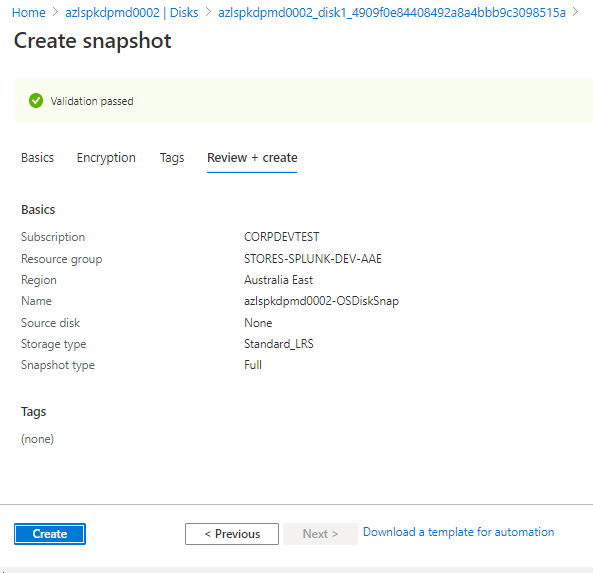 Home > azlspkdpmd0002 | Disks > azlspkdpmd0002_disk1_4909f0e84408492a8a4bbb9c3098515a >
Create snapshot
Validation passed
Basics Encryption Tags Review + create
Basics
Subscription CORPDEVTEST
Resource group STORES-SPLUNK-DEV-AAE
Region Australia East
Name azlspkdpmd0002-OSDiskSnap
Source disk None
Storage type Standard_LRS
Snapshot type Full
Tags
(none)
Create < Previous Next > Download a template for automation